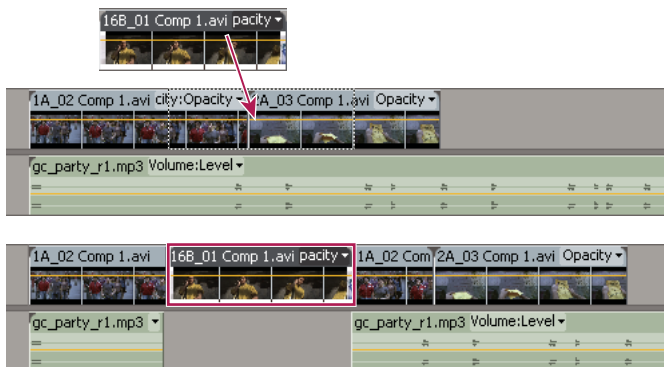 16B_01 Comp 1.avi pacity
1A_02 Comp 1.avi city:Opacity 2A_03 Comp 1.avi Opacity
gc_party_r1.mp3 Volume:Level
1A_02 Comp 1.avi 16B_01 Comp 1.avi pacity 1A_02 Com 2A_03 Comp 1.avi Opacity
gc_party_r1.mp3 gc_party_r1.mp3 Volume:Level